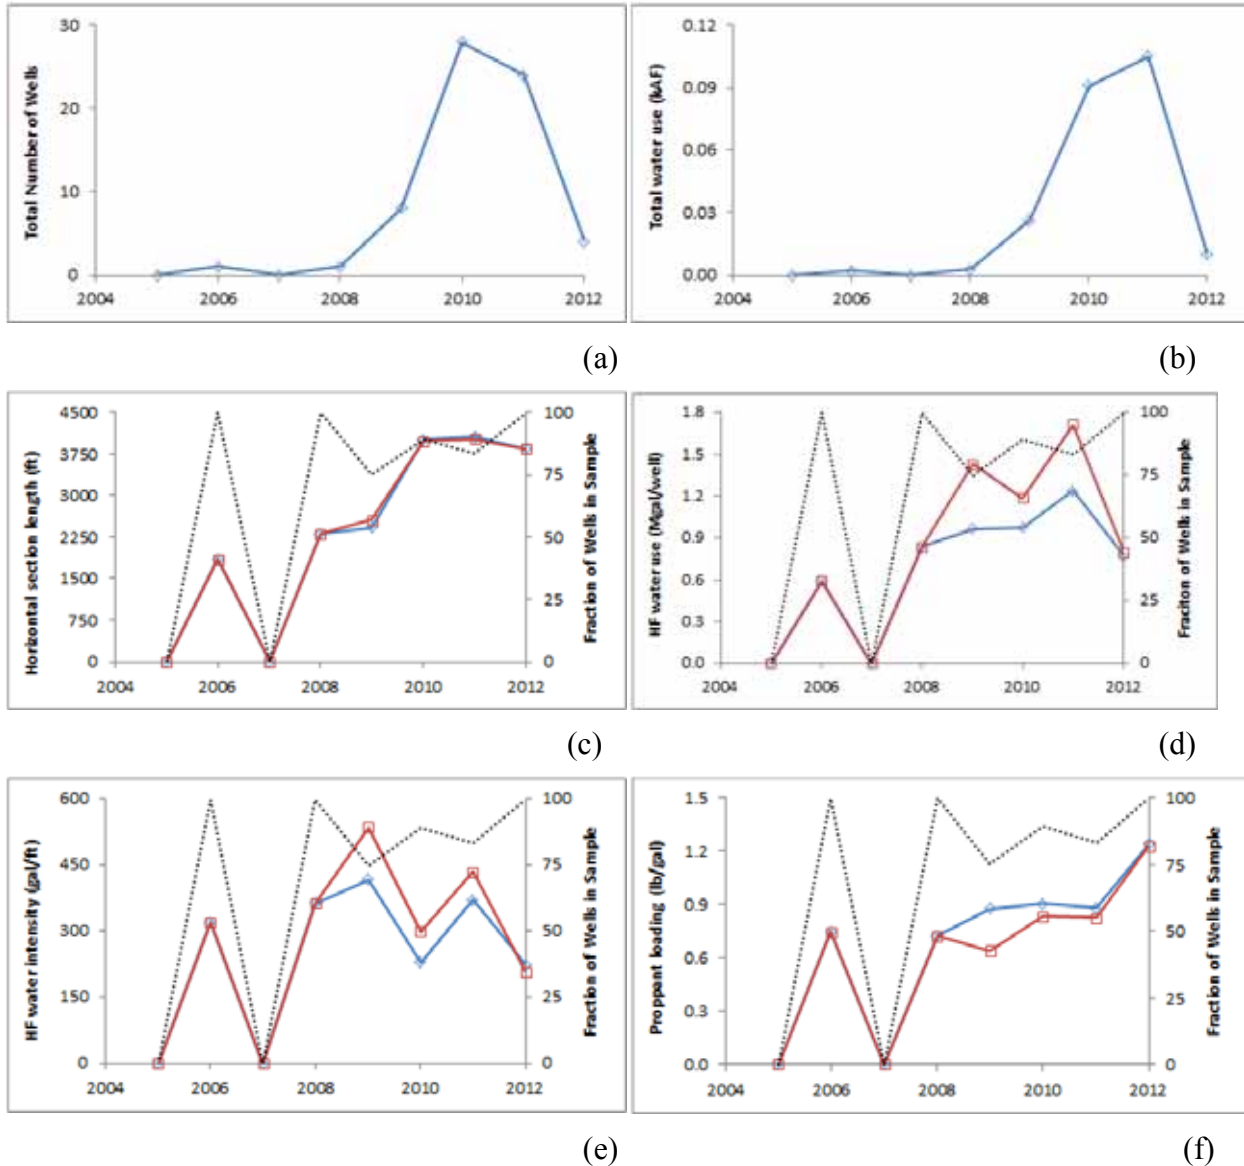 Total Number of Wells
30
20
10
0
2004 2006 2008 2010 2012
(a)
Total water use (kAF)
0.12
0.09
0.06
0.03
0.00
2004 2006 2008 2010 2012
(b)
Horizontal section length (ft)
4500
3750
3000
2250
1500
750
0
2004 2006 2008 2010 2012
100
75
50
25
0
Fraction of Wells in Sample
(c)
HF water use (Mgal/well)
1.8
1.5
1.2
0.9
0.6
0.3
0.0
2004 2006 2008 2010 2012
100
75
50
25
0
Fraciton of Wells in Sample
(d)
HF water intensity (gal/ft)
600
450
300
150
0
2004 2006 2008 2010 2012
100
75
50
25
0
Fraction of Wells in Sample
(e)
Proppant loading (lb/gal)
1.5
1.2
0.9
0.6
0.3
0.0
2004 2006 2008 2010 2012
100
75
50
25
0
Fraction of Wells in Sample
(f)